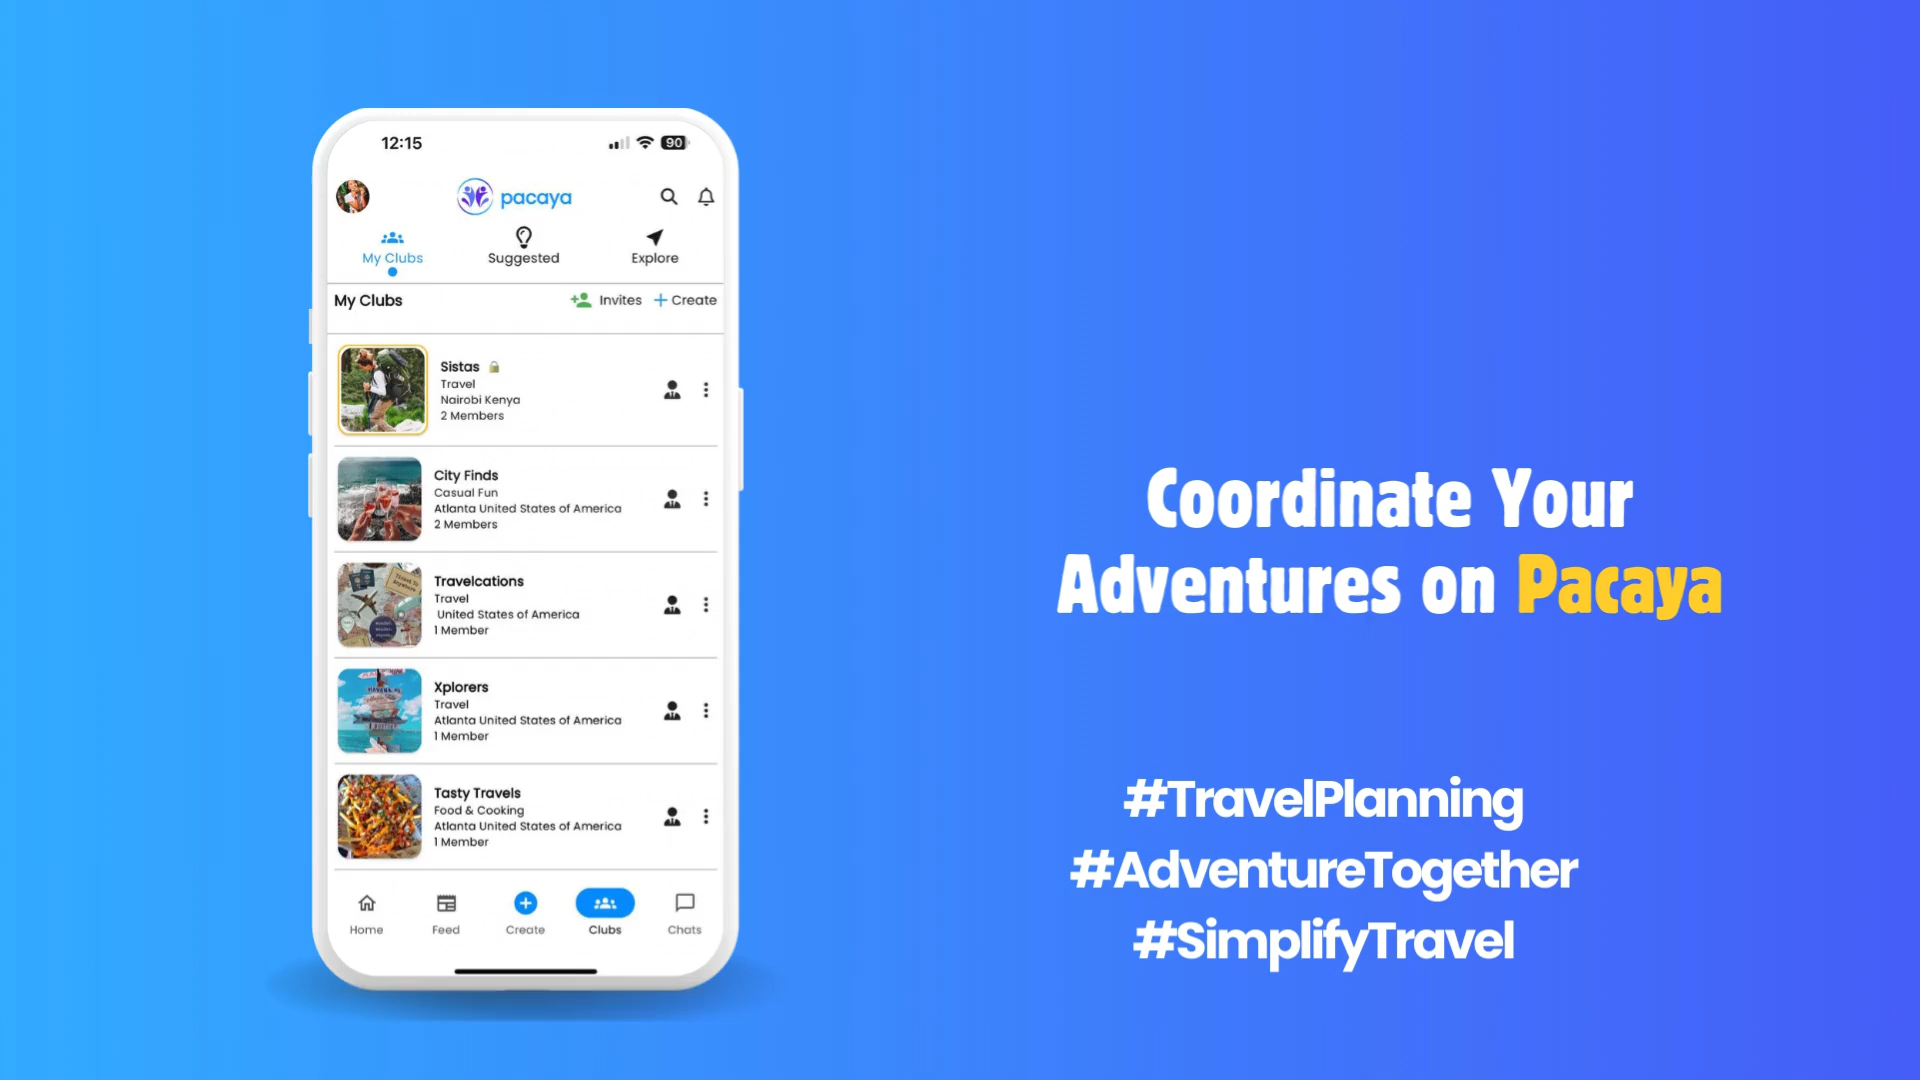 12:15
90
pacaya
My Clubs
Suggested
Explore
My Clubs
Invites
Create
Sistas
Travel
Nairobi Kenya
2 Members
City Finds
Casual Fun
Atlanta United States of America
2 Members
Travelcations
Travel
United States of America
1 Member
Xplorers
Travel
Atlanta United States of America
1 Member
Tasty Travels
Food & Cooking
Atlanta United States of America
1 Member
Home
Feed
Create
Clubs
Chats
Coordinate Your
Adventures on Pacaya
#TravelPlanning
#AdventureTogether
#SimplifyTravel